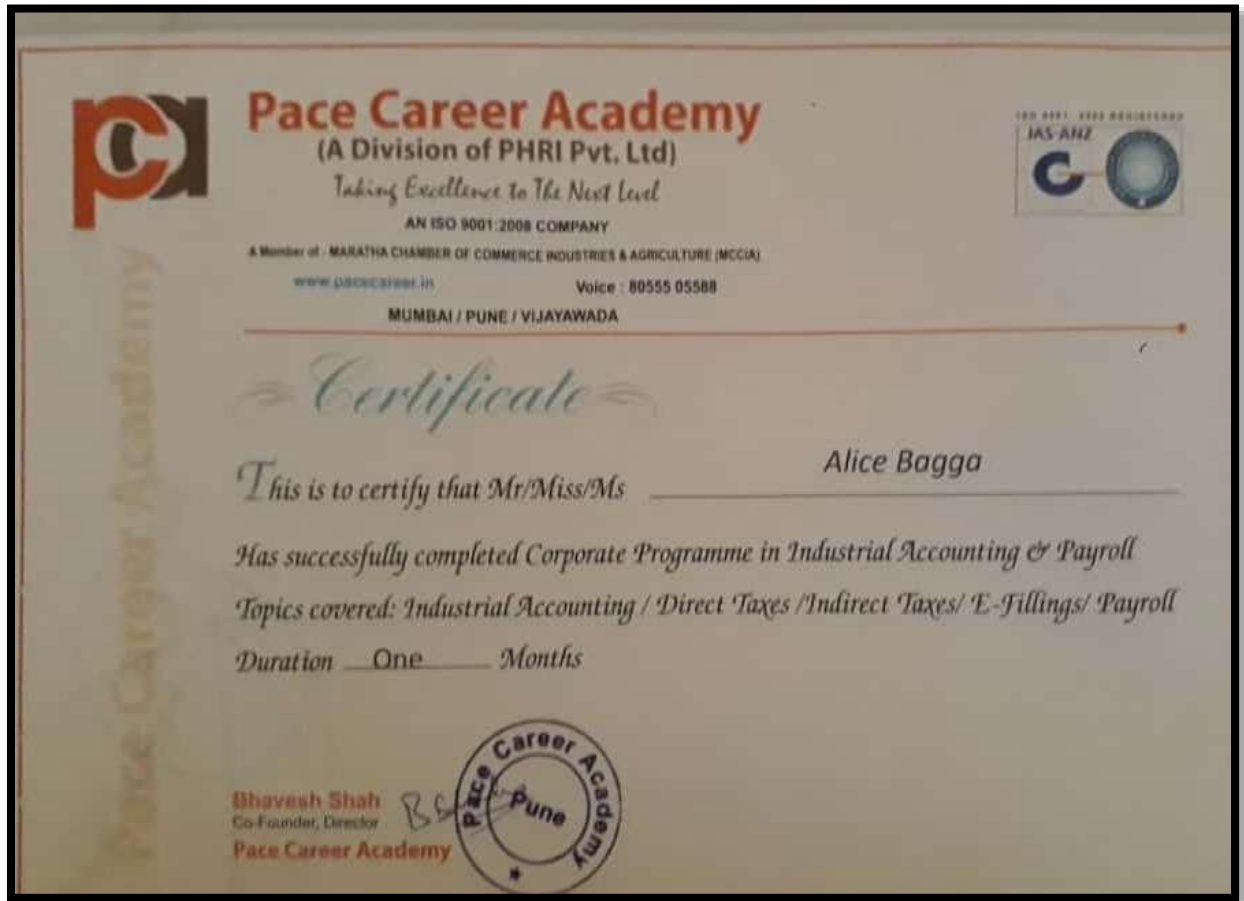 Pace Career Academy
(A Division of PHRI Pvt. Ltd)
Taking Excellence to The Next Level
AN ISO 9001:2008 COMPANY
A Member of - MARATHA CHAMBER OF COMMERCE INDUSTRIES & AGRICULTURE (MCCIA)
www.pacecareer.in Voice : 80555 05588
MUMBAI / PUNE / VIJAYAWADA
pca
JAS-ANZ
Pace Career Academy
Certificate
This is to certify that Mr/Miss/Ms Alice Bagga
Has successfully completed Corporate Programme in Industrial Accounting & Payroll
Topics covered: Industrial Accounting / Direct Taxes /Indirect Taxes/ E-Fillings/ Payroll
Duration One Months
Bhavesh Shah
Co-Founder, Director
Pace Career Academy
Pace Career Academy
Pune